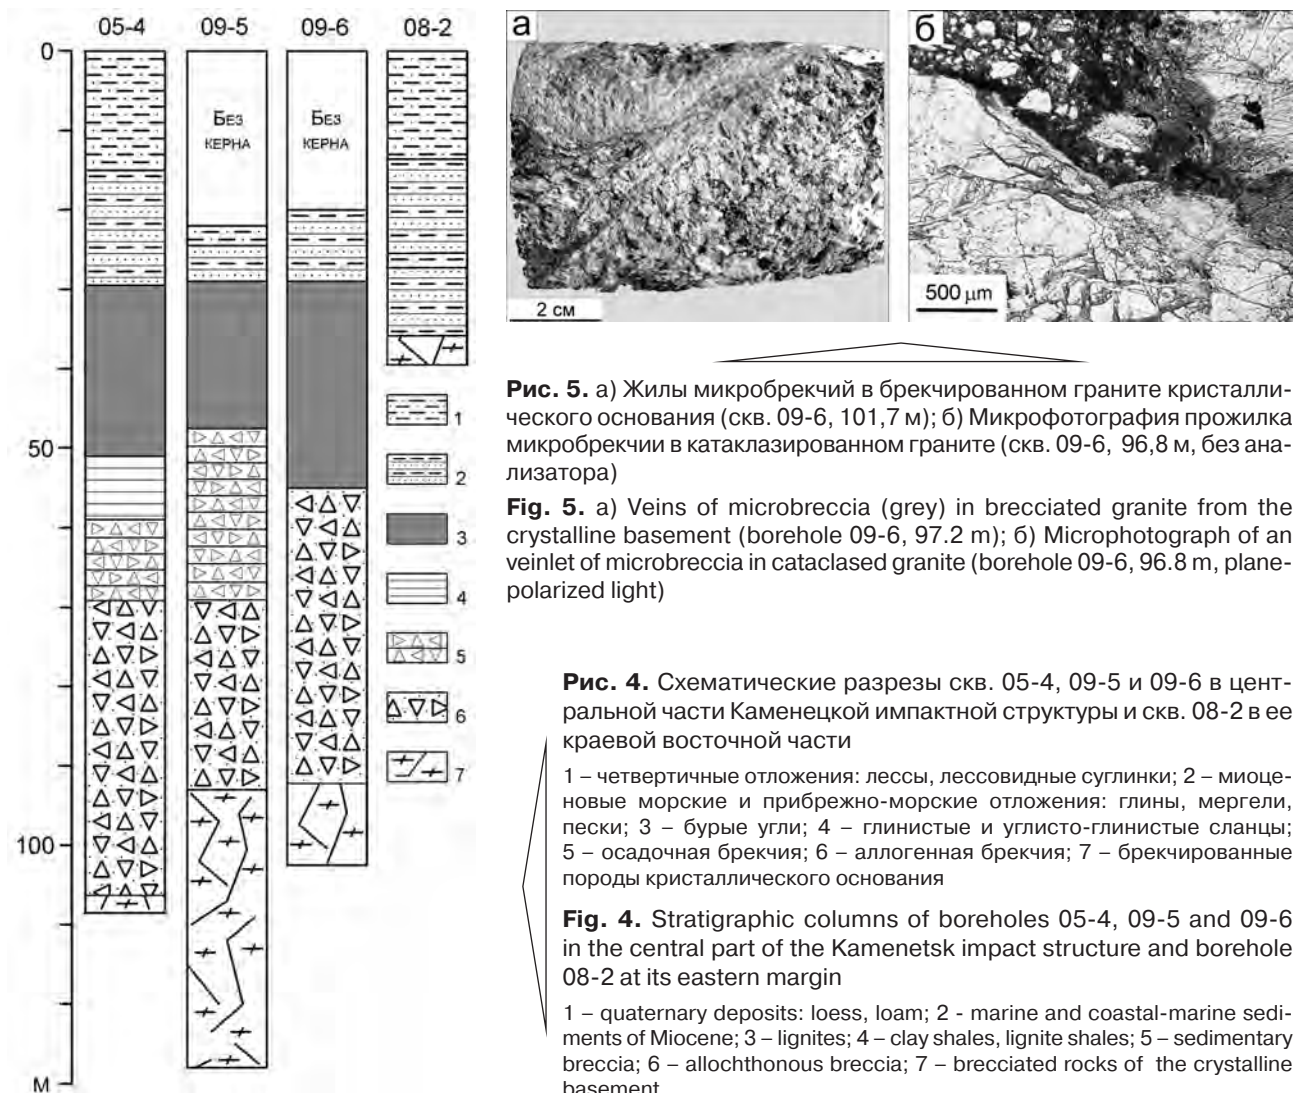 05-4
09-5
09-6
08-2
0
50
100
М
Без
керна
Без
керна
1
2
3
4
5
6
7
а
2 см
б
500 μm
Рис. 5. а) Жилы микробрекчий в брекчированном граните кристалли-
ческого основания (скв. 09-6, 101,7 м); б) Микрофотография прожилка
микробрекчии в катаклазированном граните (скв. 09-6, 96,8 м, без ана-
лизатора)
Fig. 5. a) Veins of microbreccia (grey) in brecciated granite from the
crystalline basement (borehole 09-6, 97.2 m); б) Microphotograph of an
veinlet of microbreccia in cataclased granite (borehole 09-6, 96.8 m, plane-
polarized light)
Рис. 4. Схематические разрезы скв. 05-4, 09-5 и 09-6 в цент-
ральной части Каменецкой импактной структуры и скв. 08-2 в ее
краевой восточной части
1 – четвертичные отложения: лессы, лессовидные суглинки; 2 – миоце-
новые морские и прибрежно-морские отложения: глины, мергели,
пески; 3 – бурые угли; 4 – глинистые и углисто-глинистые сланцы;
5 – осадочная брекчия; 6 – аллогенная брекчия; 7 – брекчированные
породы кристаллического основания
Fig. 4. Stratigraphic columns of boreholes 05-4, 09-5 and 09-6
in the central part of the Kamenetsk impact structure and borehole
08-2 at its eastern margin
1 – quaternary deposits: loess, loam; 2 - marine and coastal-marine sedi-
ments of Miocene; 3 – lignites; 4 – clay shales, lignite shales; 5 – sedimentary
breccia; 6 – allochthonous breccia; 7 – brecciated rocks of the crystalline
basement